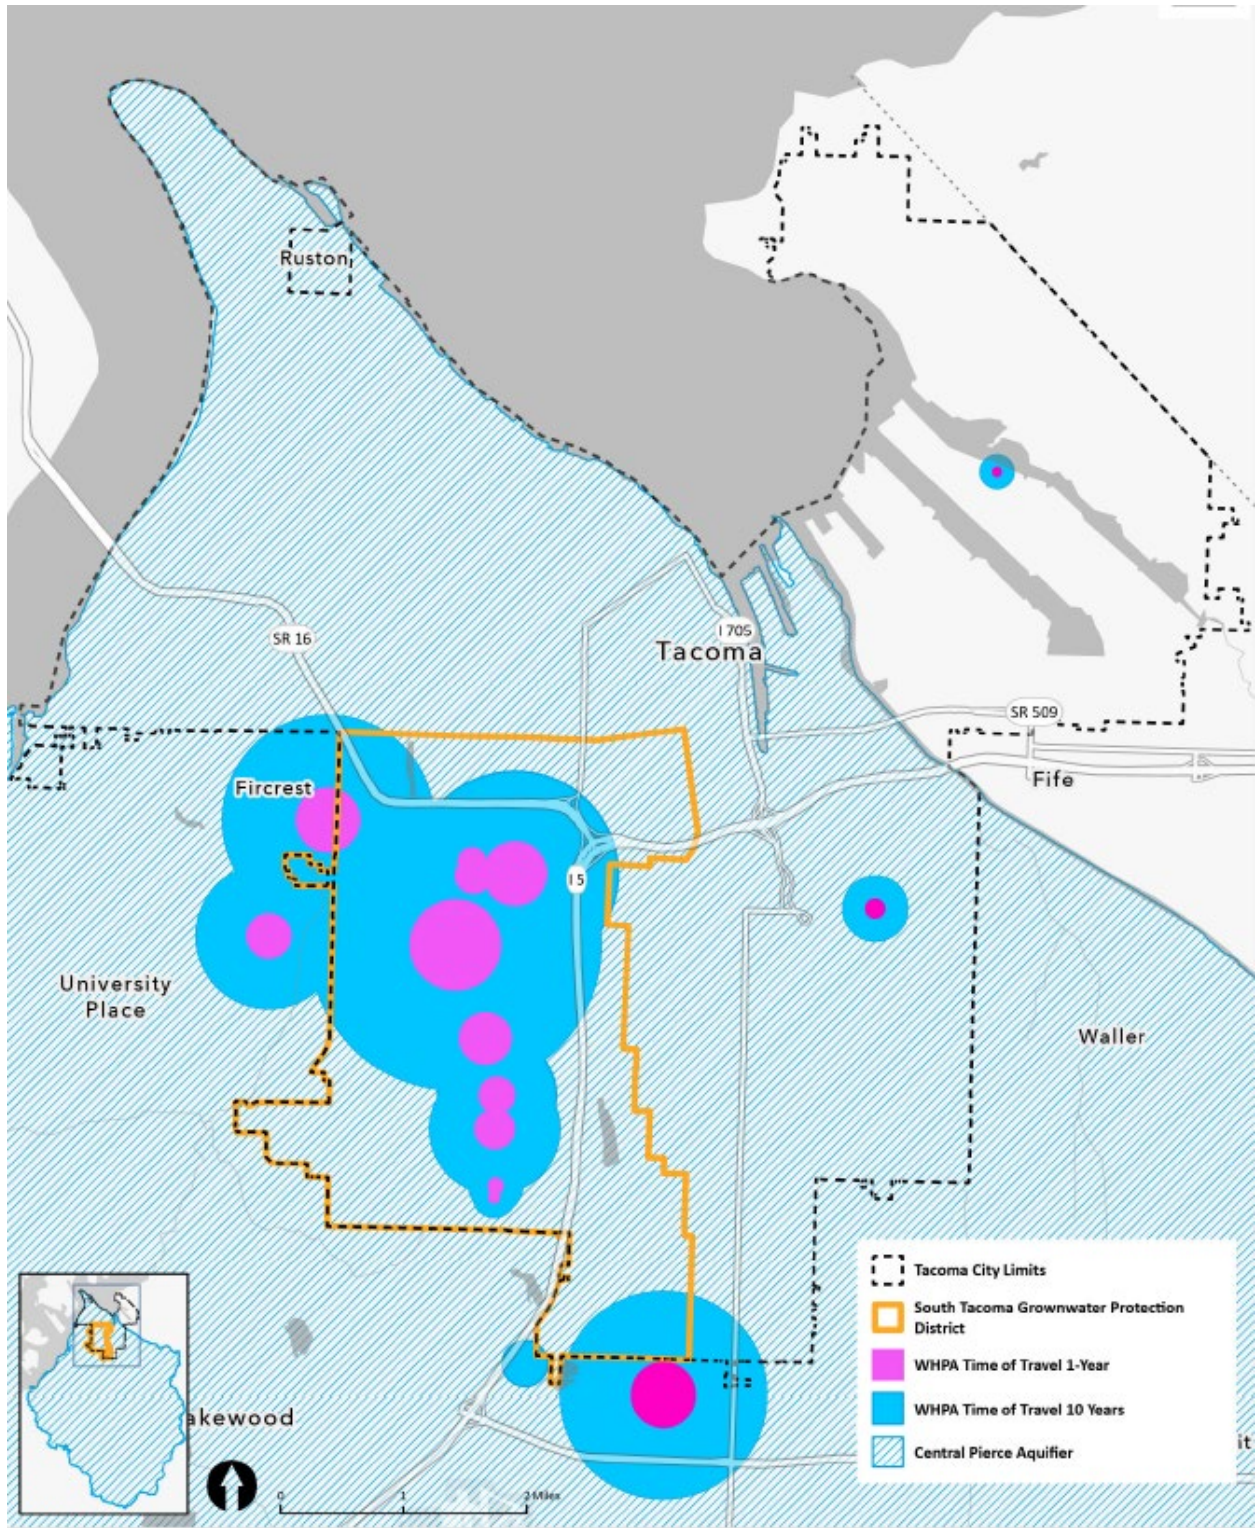 Ruston
SR 16
I 705
Tacoma
SR 509
Fife
Fircrest
I 5
University
Place
Waller
Tacoma City Limits
South Tacoma Grownwater Protection
District
WHPA Time of Travel 1-Year
WHPA Time of Travel 10 Years
Central Pierce Aquifier
akewood
it
0 1 2 Miles